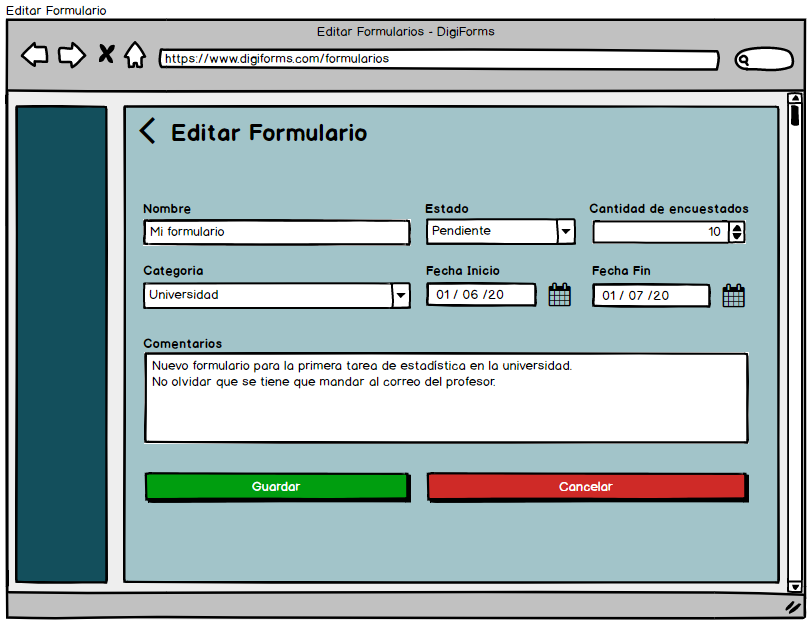 Editar Formulario
Editar Formularios - DigiForms
https://www.digiforms.com/formularios
Editar Formulario
Nombre
Estado
Cantidad de encuestados
Mi formulario
Pendiente
10
Categoria
Fecha Inicio
Fecha Fin
Universidad
01 / 06 /20
01 / 07 /20
Comentarios
Nuevo formulario para la primera tarea de estadística en la universidad.
No olvidar que se tiene que mandar al correo del profesor.
Guardar
Cancelar